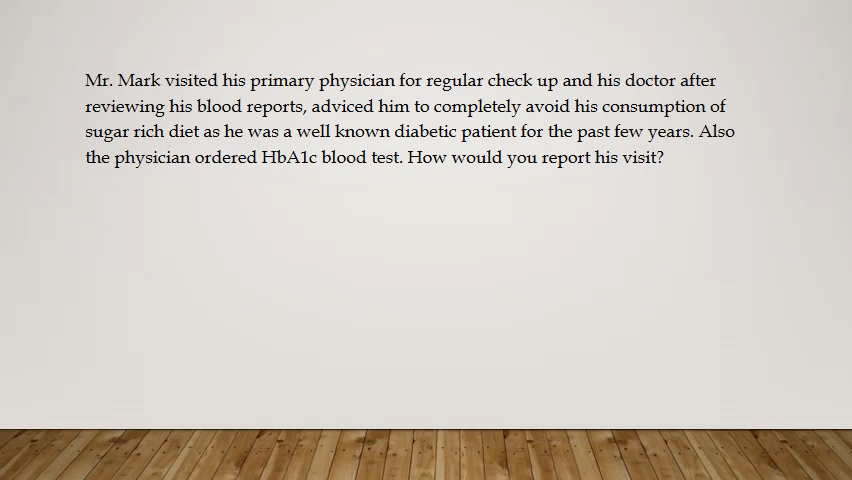 Mr. Mark visited his primary physician for regular check up and his doctor after
reviewing his blood reports, adviced him to completely avoid his consumption of
sugar rich diet as he was a well known diabetic patient for the past few years. Also
the physician ordered HbA1c blood test. How would you report his visit?